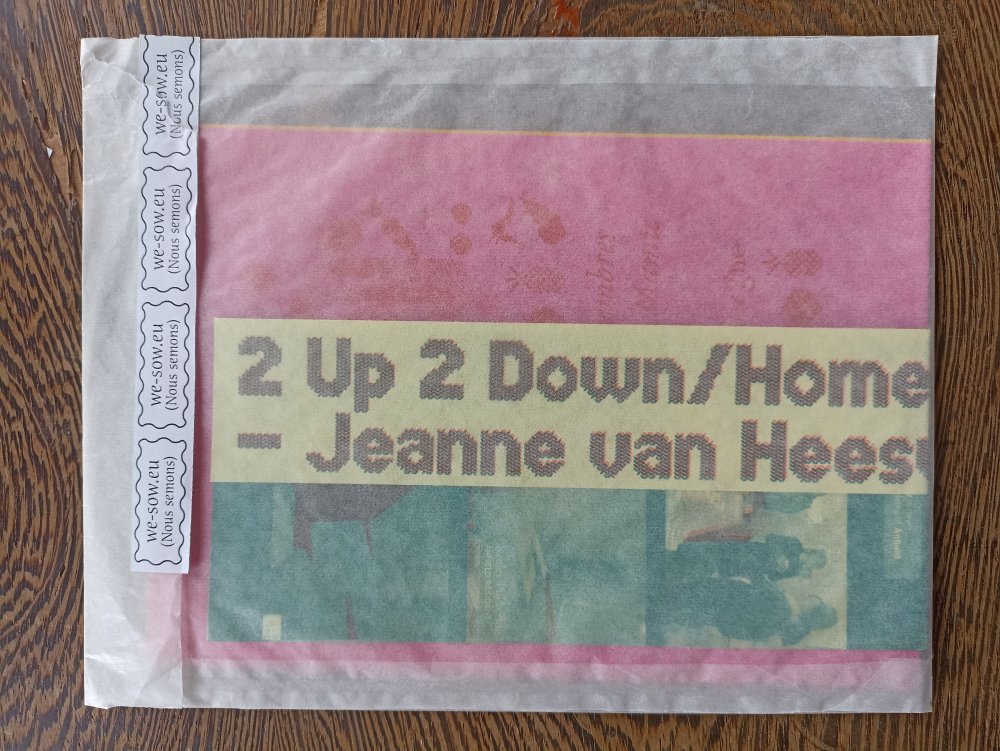 we-sow.eu
(Nous semons)
we-sow.eu
(Nous semons)
we-sow.eu
(Nous semons)
we-sow.eu
(Nous semons)
2 Up 2 Down/Home
– Jeanne van Hees